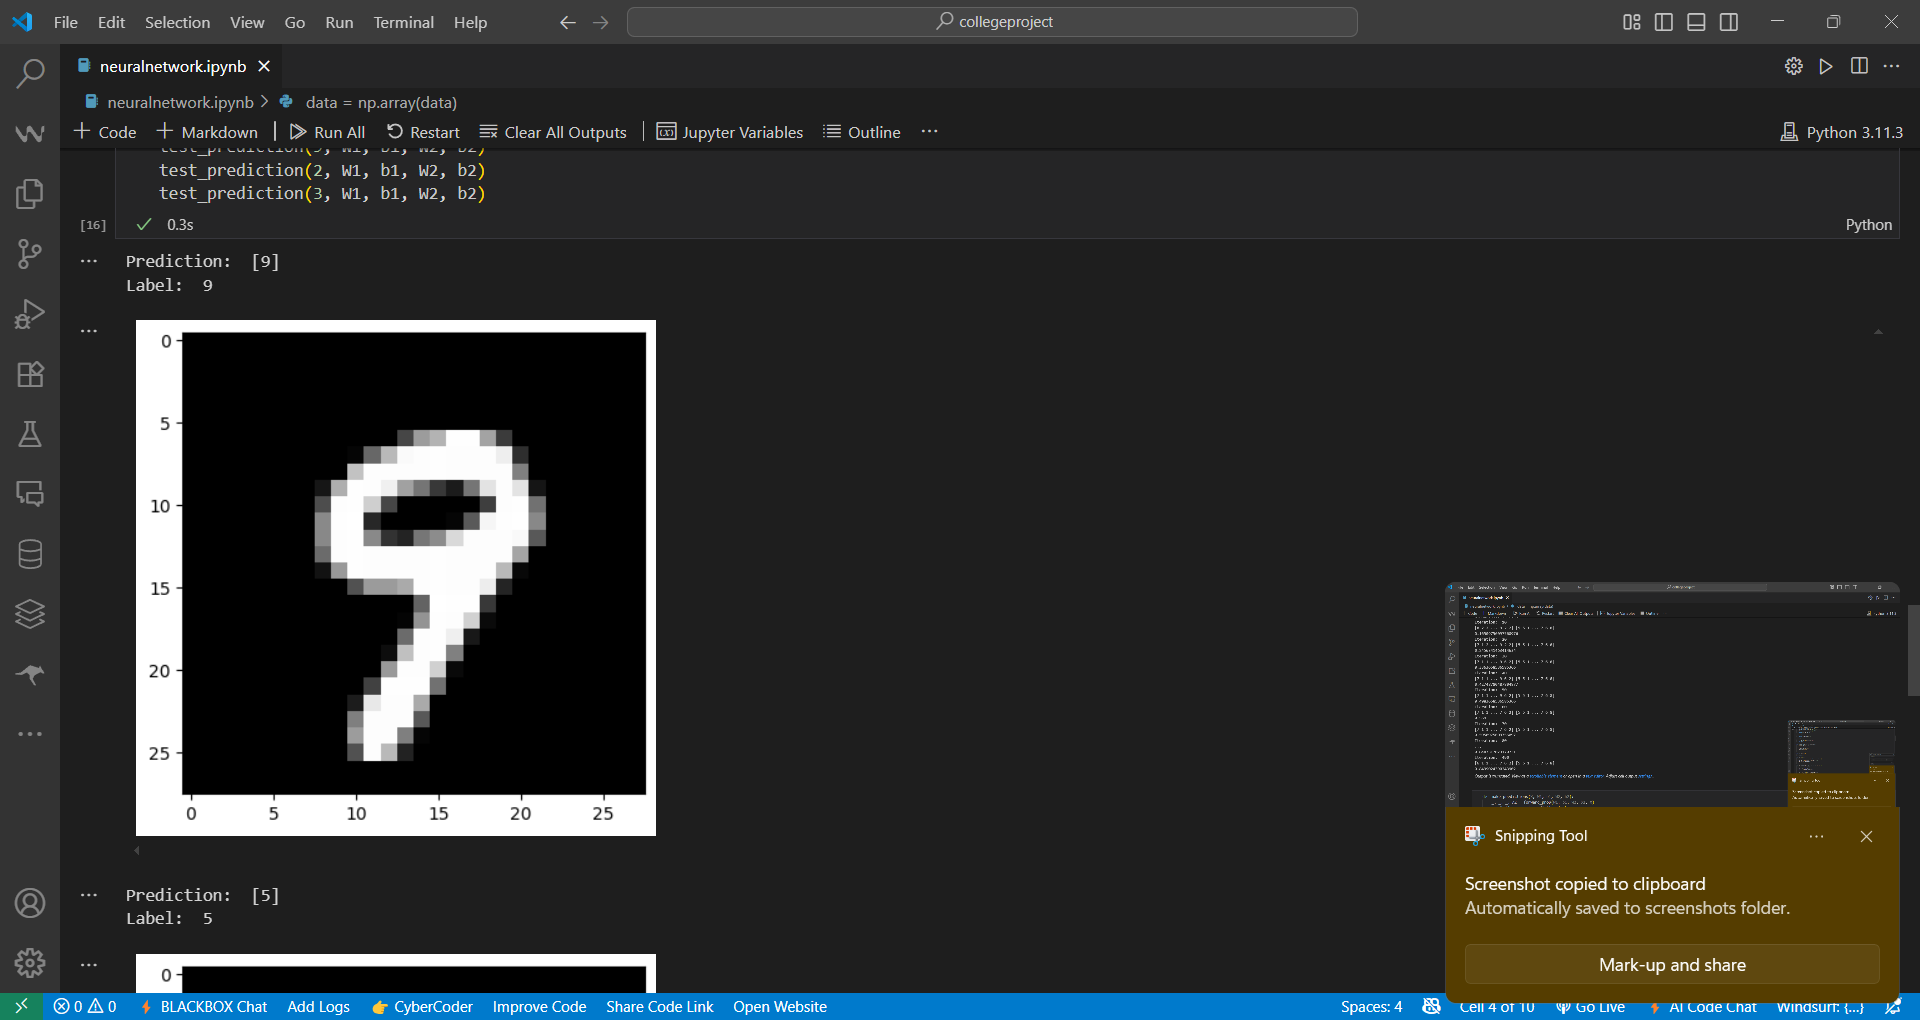 File Edit Selection View Go Run Terminal Help
collegeproject
neuralnetwork.ipynb
neuralnetwork.ipynb > data = np.array(data)
+ Code + Markdown Run All Restart Clear All Outputs Jupyter Variables Outline ...
Python 3.11.3
test_prediction(2, W1, b1, W2, b2)
test_prediction(3, W1, b1, W2, b2)
[16] 0.3s
Python
Prediction: [9]
Label: 9
0
5
10
15
20
25
0 5 10 15 20 25
Prediction: [5]
Label: 5
0
Snipping Tool
Screenshot copied to clipboard
Automatically saved to screenshots folder.
Mark-up and share
0 0 BLACKBOX Chat Add Logs CyberCoder Improve Code Share Code Link Open Website
Spaces: 4 Cell 4 of 10 Go Live AI Code Chat Windsurf: {...}